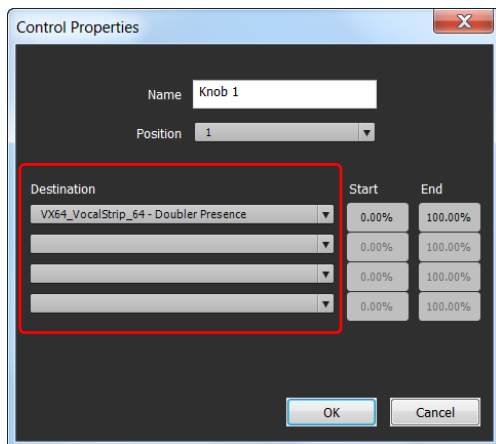 Control Properties
Name Knob 1
Position 1
Destination Start End
VX64_VocalStrip_64 - Doubler Presence 0.00% 100.00%
0.00% 100.00%
0.00% 100.00%
0.00% 100.00%
OK Cancel